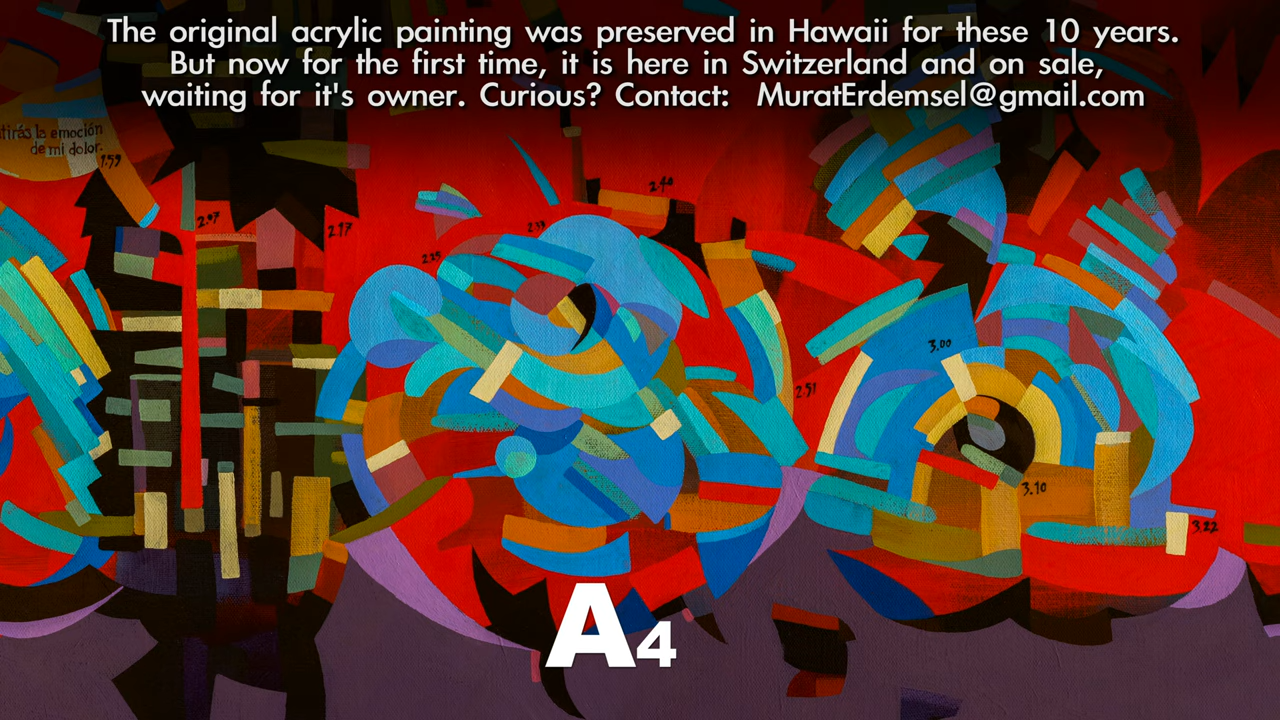 The original acrylic painting was preserved in Hawaii for these 10 years.
But now for the first time, it is here in Switzerland and on sale,
waiting for it's owner. Curious? Contact: MuratErdemsel@gmail.com
tirás la emoción
de mi dolor.
1.59
2.07
2.17
2.40
2.39
2.35
3.00
2.51
3.10
3.22
A4